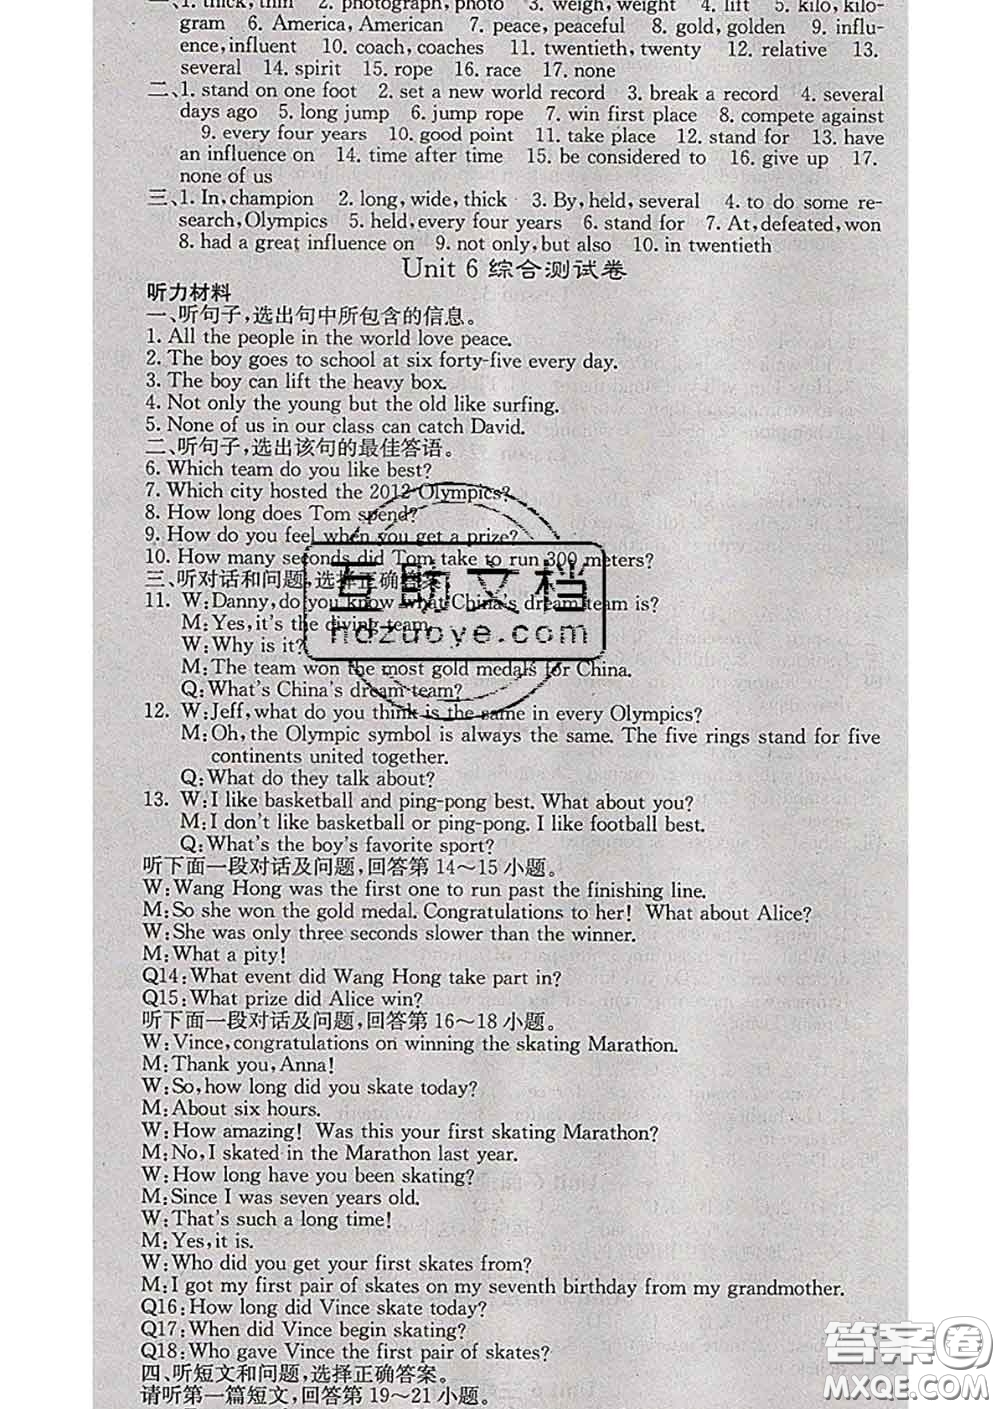 一、1. thick, thin 2. photograph, photo 3. weigh, weight 4. lift 5. kilo, kilo-
gram 6. America, American 7. peace, peaceful 8. gold, golden 9. influ-
ence, influent 10. coach, coaches 11. twentieth, twenty 12. relative 13.
several 14. spirit 15. rope 16. race 17. none
二、1. stand on one foot 2. set a new world record 3. break a record 4. several
days ago 5. long jump 6. jump rope 7. win first place 8. compete against
9. every four years 10. good point 11. take place 12. stand for 13. have
an influence on 14. time after time 15. be considered to 16. give up 17.
none of us
三、1. In, champion 2. long, wide, thick 3. By, held, several 4. to do some re-
search, Olympics 5. held, every four years 6. stand for 7. At, defeated, won
8. had a great influence on 9. not only, but also 10. in twentieth
Unit 6 综合测试卷
听力材料
一、听句子,选出句中所包含的信息。
1. All the people in the world love peace.
2. The boy goes to school at six forty-five every day.
3. The boy can lift the heavy box.
4. Not only the young but the old like surfing.
5. None of us in our class can catch David.
二、听句子,选出该句的最佳答语。
6. Which team do you like best?
7. Which city hosted the 2012 Olympics?
8. How long does Tom spend?
9. How do you feel when you get a prize?
10. How many seconds did Tom take to run 300 meters?
三、听对话和问题,选择正确答案。
11. W: Danny, do you know what China's dream team is?
M: Yes, it's the diving team.
W: Why is it?
M: The team won the most gold medals for China.
Q: What's China's dream team?
12. W: Jeff, what do you think is the same in every Olympics?
M: Oh, the Olympic symbol is always the same. The five rings stand for five
continents united together.
Q: What do they talk about?
13. W: I like basketball and ping-pong best. What about you?
M: I don't like basketball or ping-pong. I like football best.
Q: What's the boy's favorite sport?
听下面一段对话及问题,回答第14～15小题。
W: Wang Hong was the first one to run past the finishing line.
M: So she won the gold medal. Congratulations to her! What about Alice?
W: She was only three seconds slower than the winner.
M: What a pity!
Q14: What event did Wang Hong take part in?
Q15: What prize did Alice win?
听下面一段对话及问题,回答第16～18小题。
W: Vince, congratulations on winning the skating Marathon.
M: Thank you, Anna!
W: So, how long did you skate today?
M: About six hours.
W: How amazing! Was this your first skating Marathon?
M: No, I skated in the Marathon last year.
W: How long have you been skating?
M: Since I was seven years old.
W: That's such a long time!
M: Yes, it is.
W: Who did you get your first skates from?
M: I got my first pair of skates on my seventh birthday from my grandmother.
Q16: How long did Vince skate today?
Q17: When did Vince begin skating?
Q18: Who gave Vince the first pair of skates?
四、听短文和问题,选择正确答案。
请听第一篇短文,回答第19～21小题。
互助文档
hdzuoye.com
答案圈
MXQE.COM